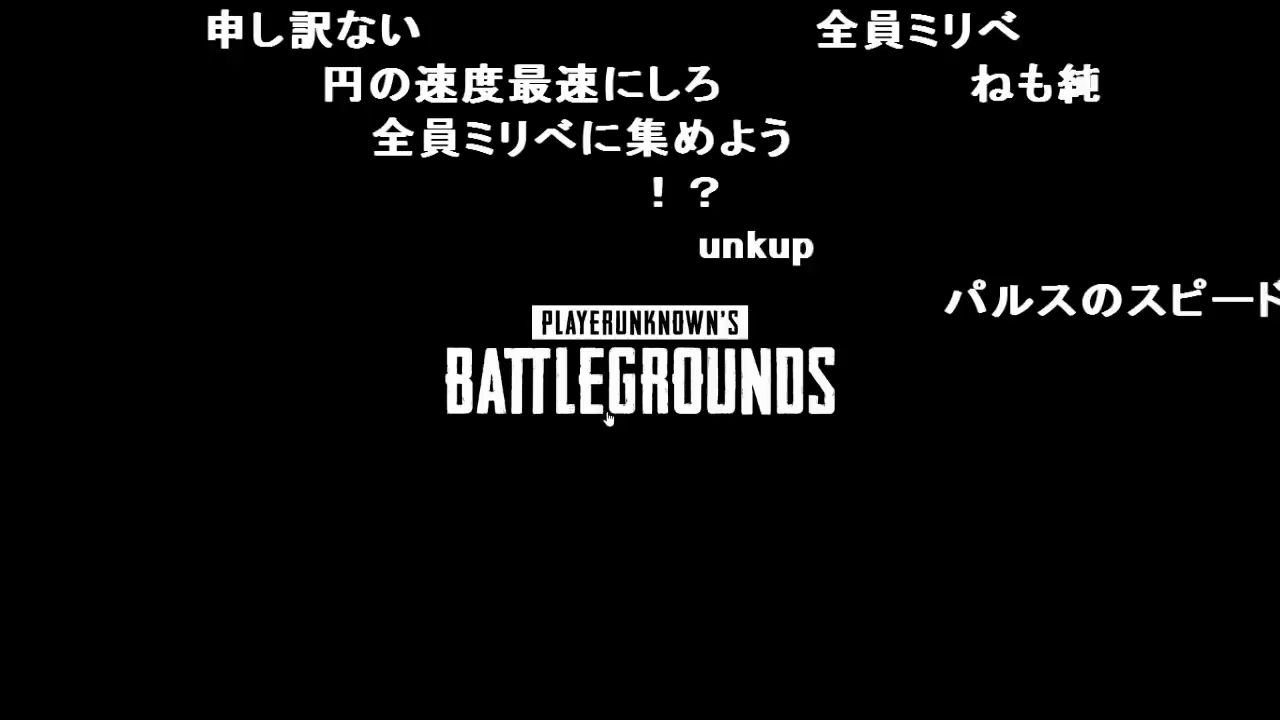 申し訳ない
全員ミリベ
円の速度最速にしろ
ねも純
全員ミリベに集めよう
！？
unkup
パルスのスピード
PLAYERUNKNOWN'S
BATTLEGROUNDS